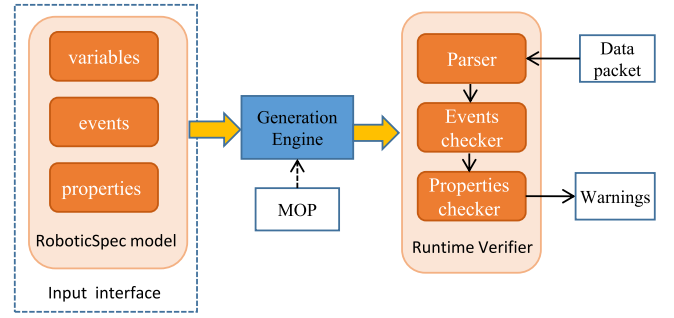 variables
events
properties
RoboticSpec model
Input interface
Generation
Engine
MOP
Parser
Events
checker
Properties
checker
Runtime Verifier
Data
packet
Warnings